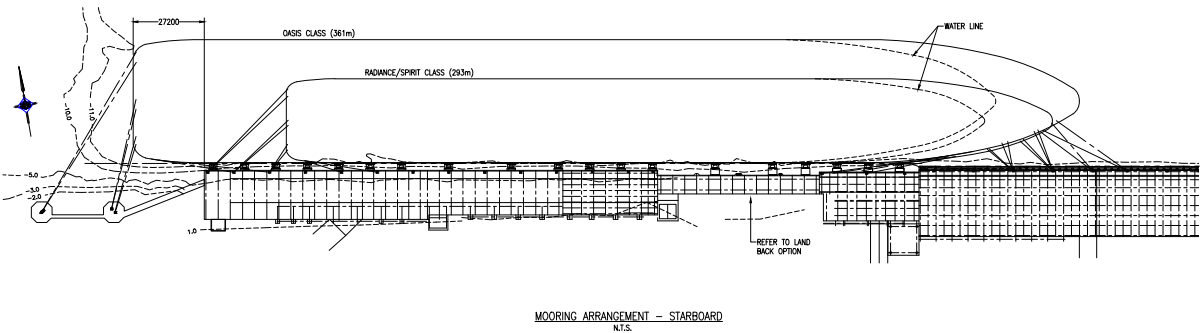 27200
OASIS CLASS (361m)
WATER LINE
RADIANCE/SPIRIT CLASS (293m)
-10.0
-11.0
-5.0
-3.0
-2.0
1.0
REFER TO LAND
BACK OPTION
MOORING ARRANGEMENT - STARBOARD
N.T.S.